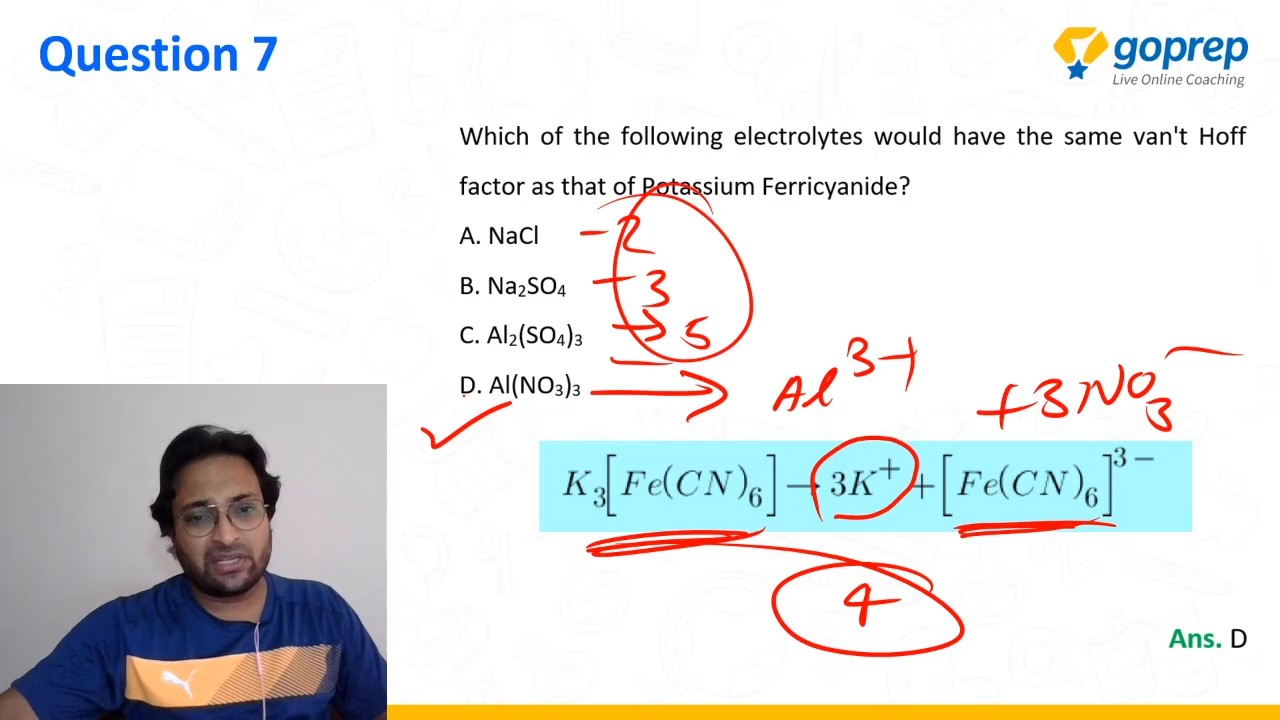 Question 7
goprep
Live Online Coaching
Which of the following electrolytes would have the same van't Hoff
factor as that of Potassium Ferricyanide?
A. NaCl - 2
B. Na₂SO₄ → 3
C. Al₂(SO₄)₃ → 5
D. Al(NO₃)₃ → Al³⁺ + 3NO₃⁻
K₃[Fe(CN)₆] → 3K⁺ + [Fe(CN)₆]³⁻
4
Ans. D